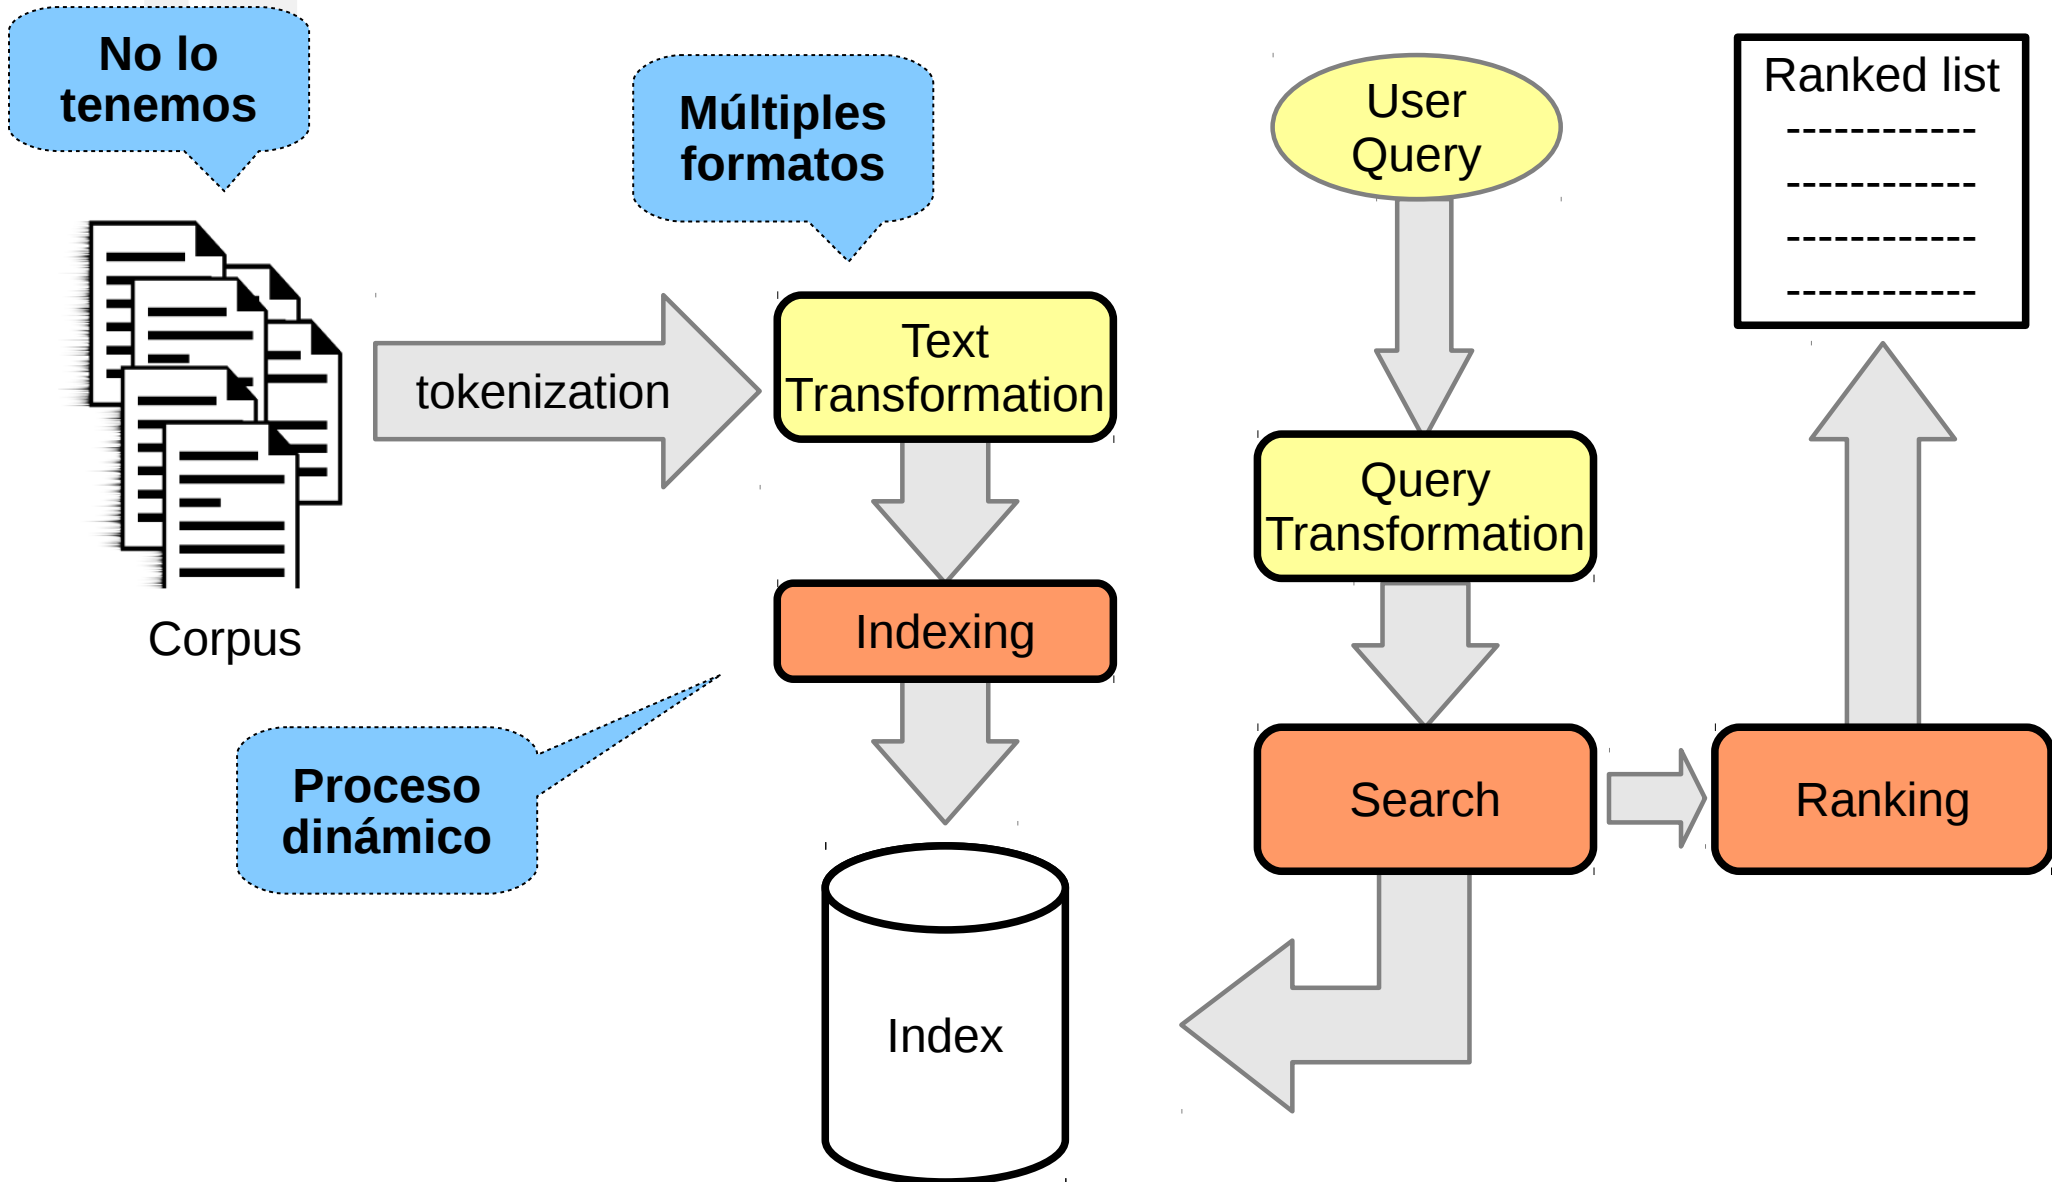 No lo
tenemos
Múltiples
formatos
User
Query
Ranked list
------------
------------
------------
------------
tokenization
Text
Transformation
Query
Transformation
Indexing
Corpus
Proceso
dinámico
Search
Ranking
Index